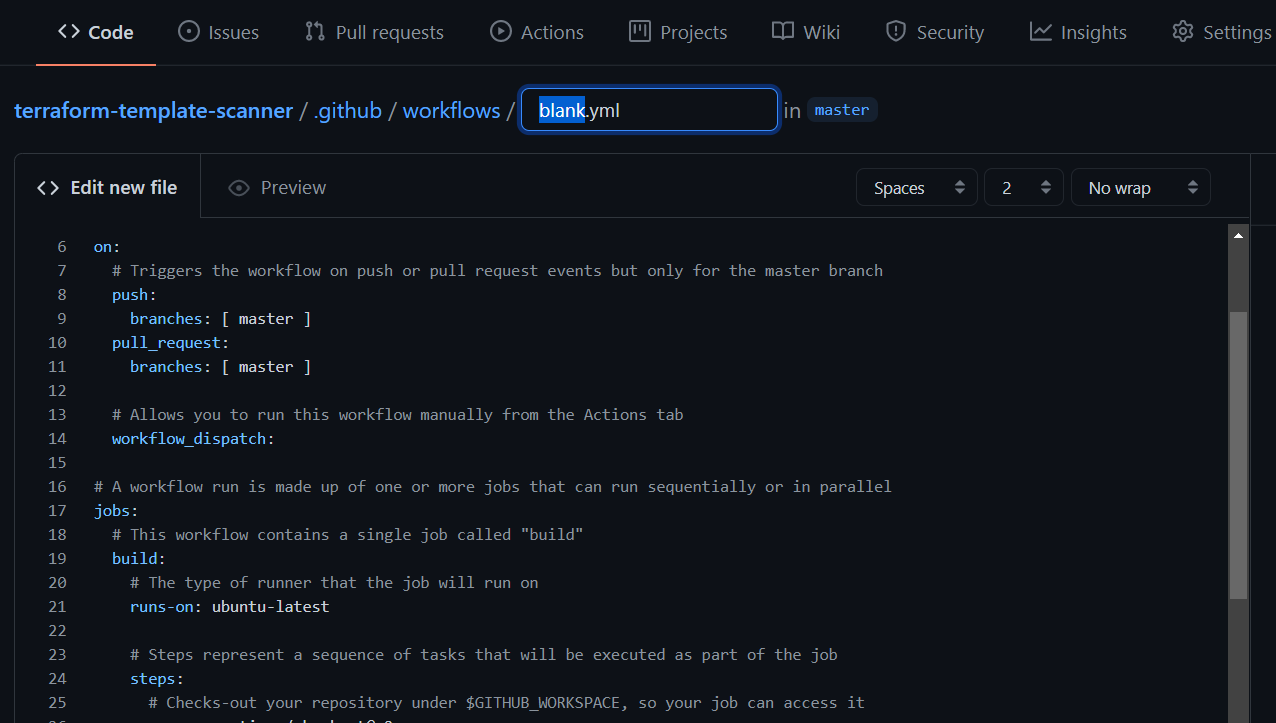 Code Issues Pull requests Actions Projects Wiki Security Insights Settings
terraform-template-scanner / .github / workflows / blank.yml in master
Edit new file Preview Spaces 2 No wrap
6 on:
7 # Triggers the workflow on push or pull request events but only for the master branch
8 push:
9 branches: [ master ]
10 pull_request:
11 branches: [ master ]
12
13 # Allows you to run this workflow manually from the Actions tab
14 workflow_dispatch:
15
16 # A workflow run is made up of one or more jobs that can run sequentially or in parallel
17 jobs:
18 # This workflow contains a single job called "build"
19 build:
20 # The type of runner that the job will run on
21 runs-on: ubuntu-latest
22
23 # Steps represent a sequence of tasks that will be executed as part of the job
24 steps:
25 # Checks-out your repository under $GITHUB_WORKSPACE, so your job can access it